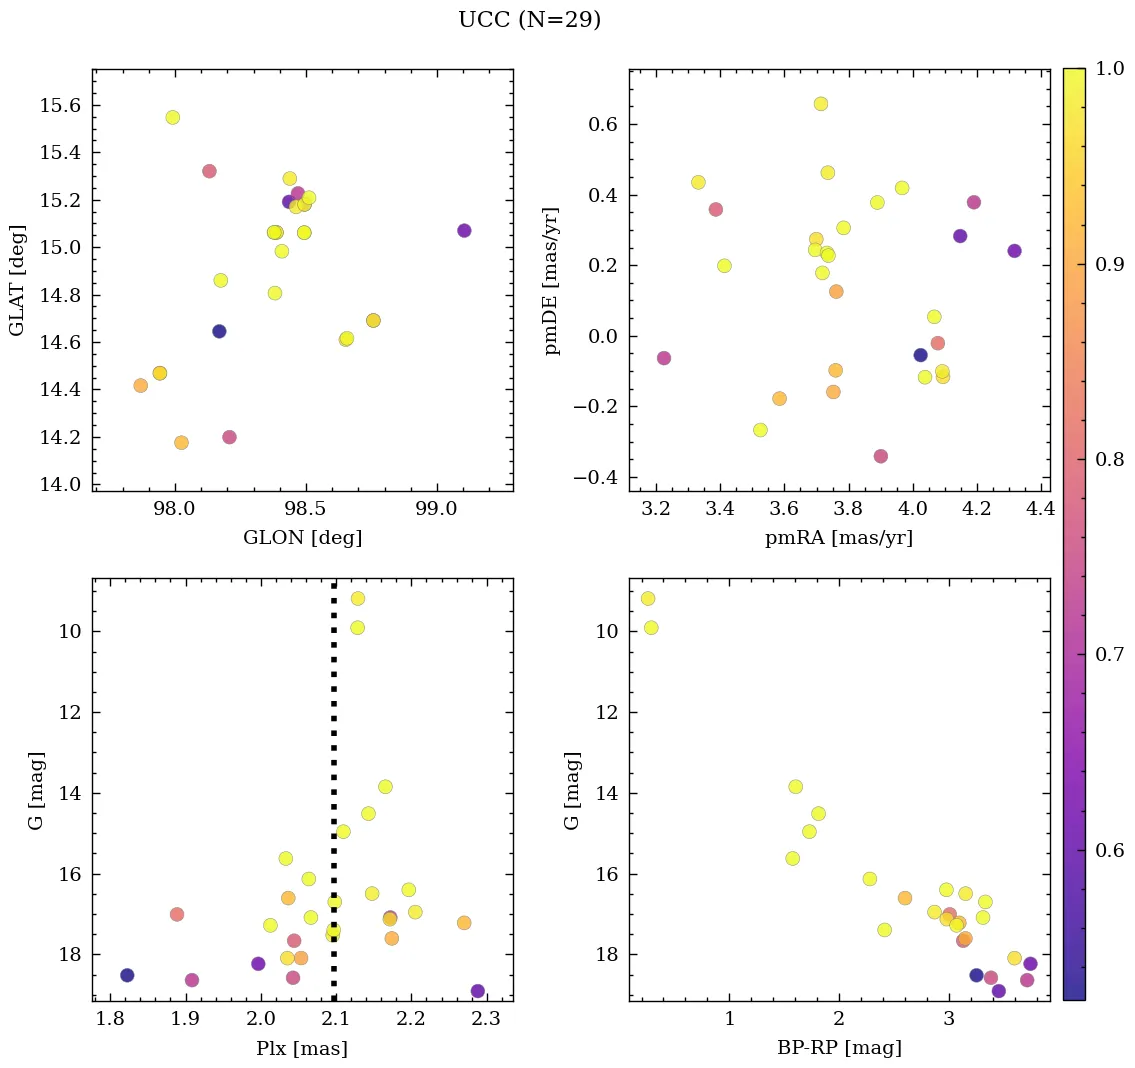 UCC (N=29)
15.6
15.4
15.2
15.0
14.8
14.6
14.4
14.2
14.0
GLAT [deg]
98.0 98.5 99.0
GLON [deg]
0.6
0.4
0.2
0.0
−0.2
−0.4
pmDE [mas/yr]
3.2 3.4 3.6 3.8 4.0 4.2 4.4
pmRA [mas/yr]
1.0
0.9
0.8
0.7
0.6
10
12
14
16
18
G [mag]
1.8 1.9 2.0 2.1 2.2 2.3
Plx [mas]
10
12
14
16
18
G [mag]
1 2 3
BP-RP [mag]